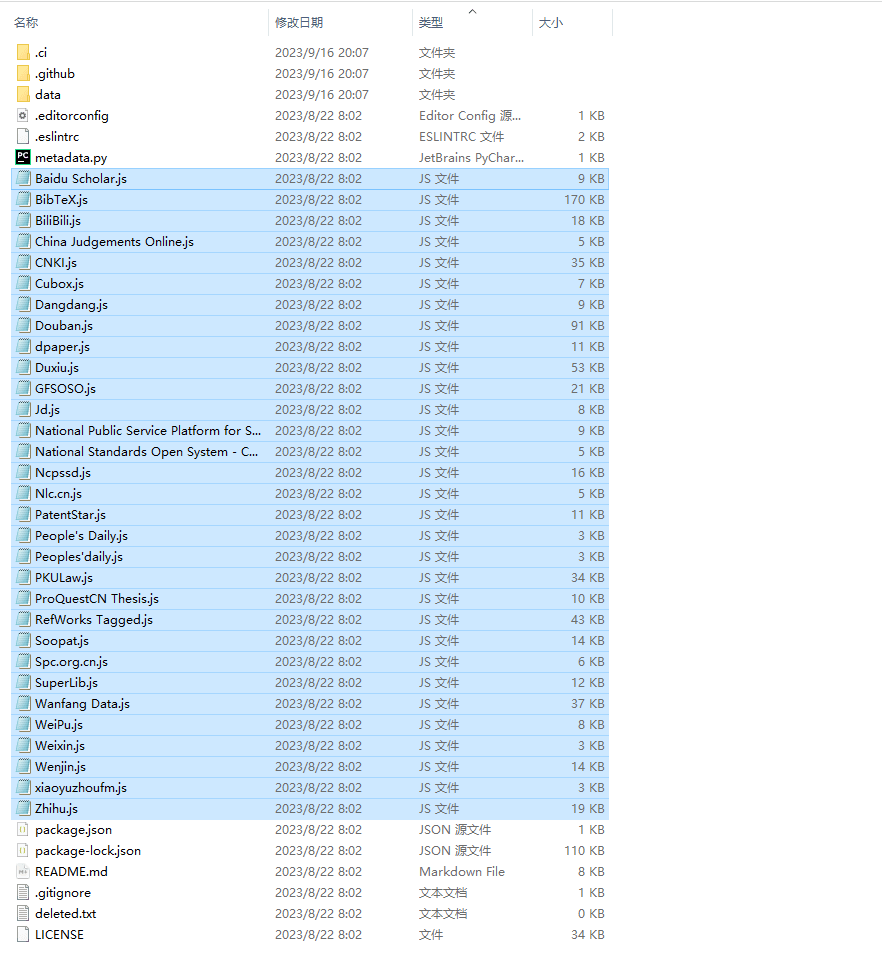 名称 修改日期 类型 大小
.ci 2023/9/16 20:07 文件夹
.github 2023/9/16 20:07 文件夹
data 2023/9/16 20:07 文件夹
.editorconfig 2023/8/22 8:02 Editor Config 源... 1 KB
.eslintrc 2023/8/22 8:02 ESLINTRC 文件 2 KB
PC metadata.py 2023/8/22 8:02 JetBrains PyChar... 1 KB
Baidu Scholar.js 2023/8/22 8:02 JS 文件 9 KB
BibTeX.js 2023/8/22 8:02 JS 文件 170 KB
BiliBili.js 2023/8/22 8:02 JS 文件 18 KB
China Judgements Online.js 2023/8/22 8:02 JS 文件 5 KB
CNKI.js 2023/8/22 8:02 JS 文件 35 KB
Cubox.js 2023/8/22 8:02 JS 文件 7 KB
Dangdang.js 2023/8/22 8:02 JS 文件 9 KB
Douban.js 2023/8/22 8:02 JS 文件 91 KB
dpaper.js 2023/8/22 8:02 JS 文件 11 KB
Duxiu.js 2023/8/22 8:02 JS 文件 53 KB
GFSOSO.js 2023/8/22 8:02 JS 文件 21 KB
Jd.js 2023/8/22 8:02 JS 文件 8 KB
National Public Service Platform for S... 2023/8/22 8:02 JS 文件 9 KB
National Standards Open System - C... 2023/8/22 8:02 JS 文件 5 KB
Ncpssd.js 2023/8/22 8:02 JS 文件 16 KB
Nlc.cn.js 2023/8/22 8:02 JS 文件 5 KB
PatentStar.js 2023/8/22 8:02 JS 文件 11 KB
People's Daily.js 2023/8/22 8:02 JS 文件 3 KB
Peoples'daily.js 2023/8/22 8:02 JS 文件 3 KB
PKULaw.js 2023/8/22 8:02 JS 文件 34 KB
ProQuestCN Thesis.js 2023/8/22 8:02 JS 文件 10 KB
RefWorks Tagged.js 2023/8/22 8:02 JS 文件 43 KB
Soopat.js 2023/8/22 8:02 JS 文件 14 KB
Spc.org.cn.js 2023/8/22 8:02 JS 文件 6 KB
SuperLib.js 2023/8/22 8:02 JS 文件 12 KB
Wanfang Data.js 2023/8/22 8:02 JS 文件 37 KB
WeiPu.js 2023/8/22 8:02 JS 文件 8 KB
Weixin.js 2023/8/22 8:02 JS 文件 3 KB
Wenjin.js 2023/8/22 8:02 JS 文件 14 KB
xiaoyuzhoufm.js 2023/8/22 8:02 JS 文件 3 KB
Zhihu.js 2023/8/22 8:02 JS 文件 19 KB
package.json 2023/8/22 8:02 JSON 源文件 1 KB
package-lock.json 2023/8/22 8:02 JSON 源文件 110 KB
README.md 2023/8/22 8:02 Markdown File 8 KB
.gitignore 2023/8/22 8:02 文本文档 1 KB
deleted.txt 2023/8/22 8:02 文本文档 0 KB
LICENSE 2023/8/22 8:02 文件 34 KB